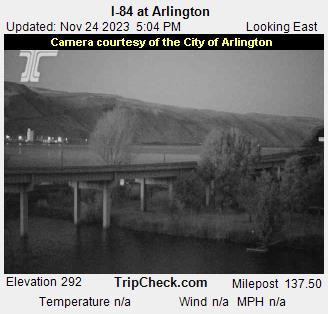 I-84 at Arlington
Updated: Nov 24 2023 5:04 PM Looking East
Camera courtesy of the City of Arlington
Elevation 292 TripCheck.com Milepost 137.50
Temperature n/a Wind n/a MPH n/a